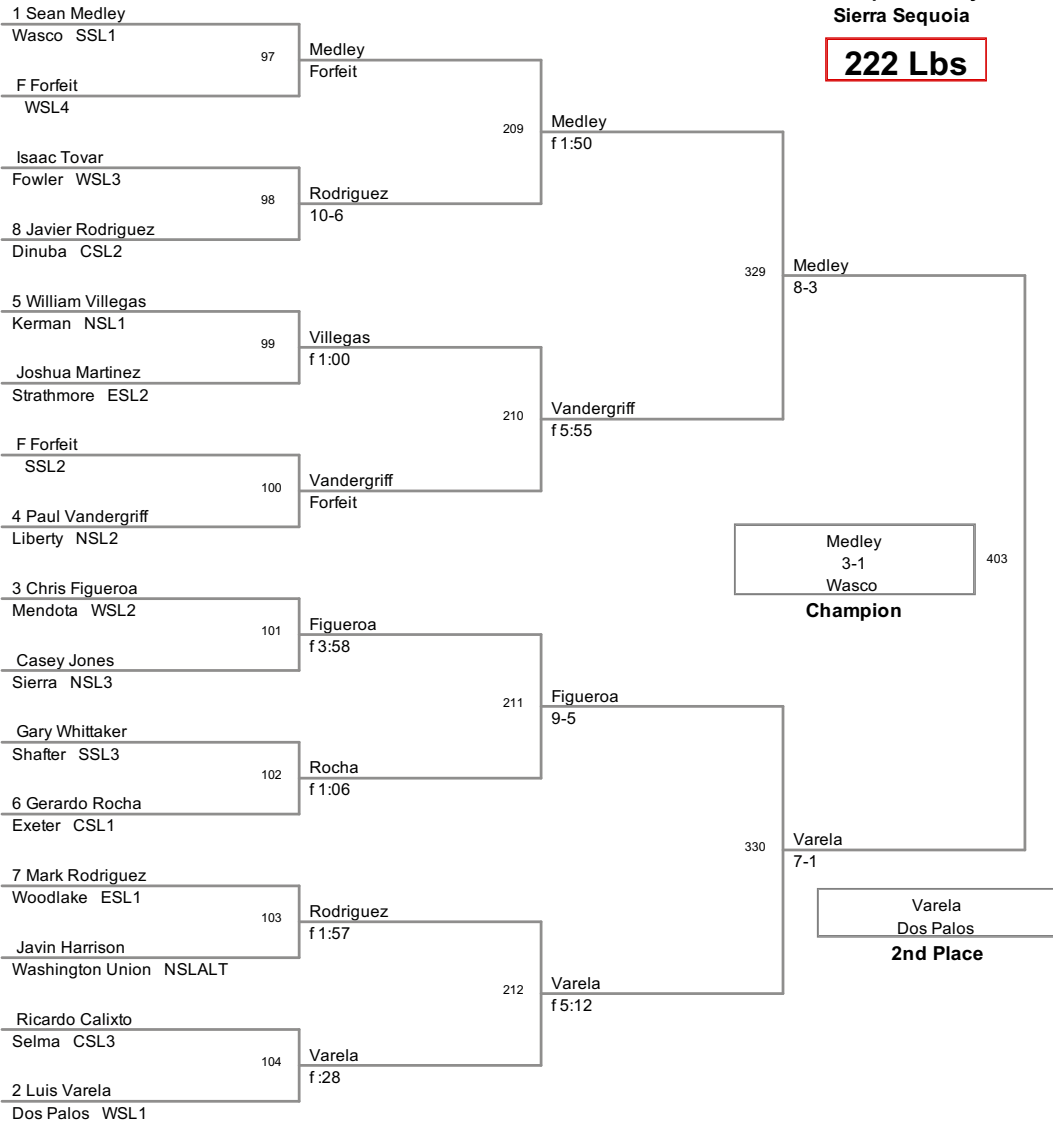 Sierra Sequoia
222 Lbs
1 Sean Medley
Wasco SSL1
97
F Forfeit
WSL4
Medley
Forfeit
Isaac Tovar
Fowler WSL3
98
8 Javier Rodriguez
Dinuba CSL2
Rodriguez
10-6
209
Medley
f 1:50
5 William Villegas
Kerman NSL1
99
Joshua Martinez
Strathmore ESL2
Villegas
f 1:00
F Forfeit
SSL2
100
4 Paul Vandergriff
Liberty NSL2
Vandergriff
Forfeit
210
Vandergriff
f 5:55
329
Medley
8-3
3 Chris Figueroa
Mendota WSL2
101
Casey Jones
Sierra NSL3
Figueroa
f 3:58
Gary Whittaker
Shafter SSL3
102
6 Gerardo Rocha
Exeter CSL1
Rocha
f 1:06
211
Figueroa
9-5
7 Mark Rodriguez
Woodlake ESL1
103
Javin Harrison
Washington Union NSLALT
Rodriguez
f 1:57
Ricardo Calixto
Selma CSL3
104
2 Luis Varela
Dos Palos WSL1
Varela
f :28
212
Varela
f 5:12
330
Varela
7-1
403
Medley
3-1
Wasco
Champion
Varela
Dos Palos
2nd Place